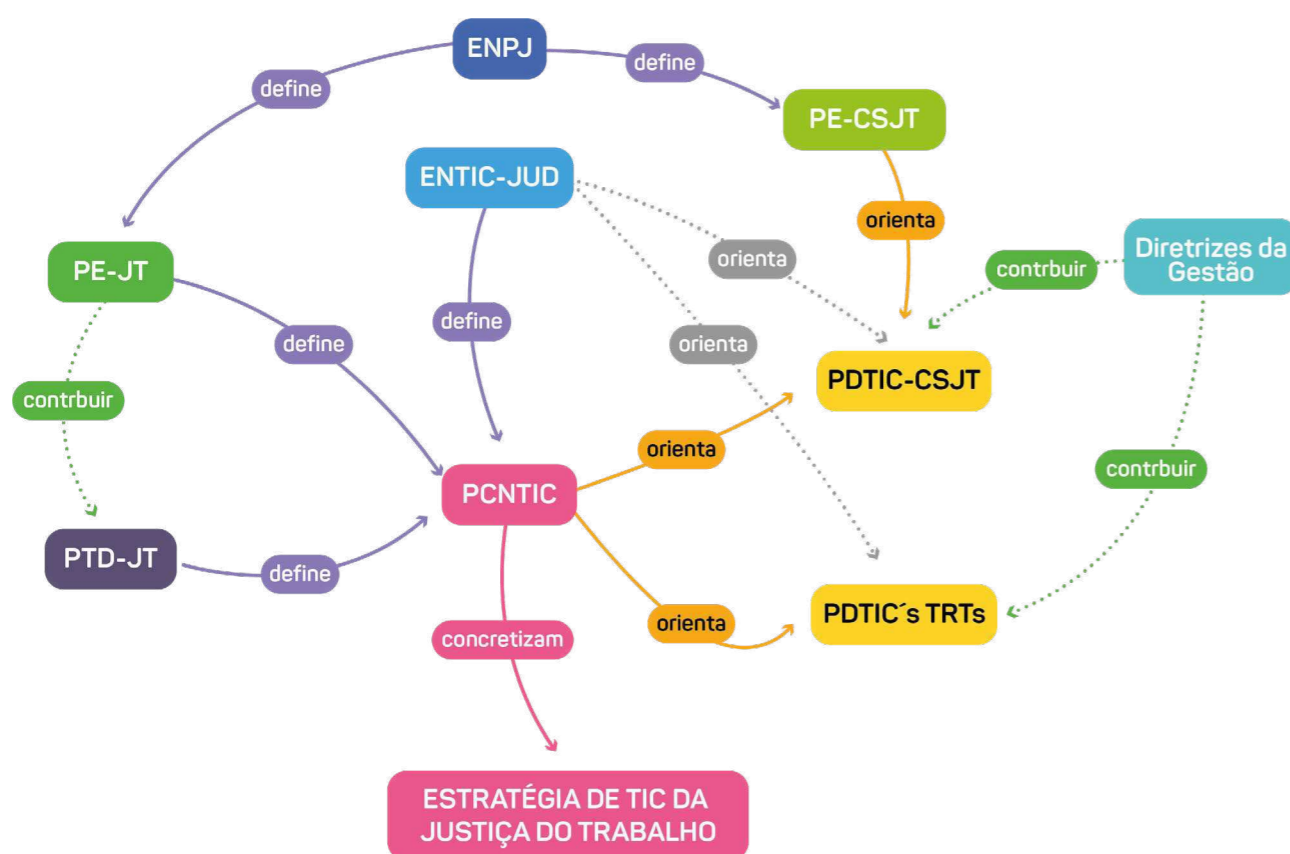 ENPJ
define
define
PE-CSJT
ENTIC-JUD
orienta
PE-JT
orienta
contrbuir
Diretrizes da
Gestão
define
define
orienta
PDTIC-CSJT
contrbuir
orienta
contrbuir
PCNTIC
PTD-JT
define
orienta
PDTIC´s TRTs
concretizam
ESTRATÉGIA DE TIC DA
JUSTIÇA DO TRABALHO